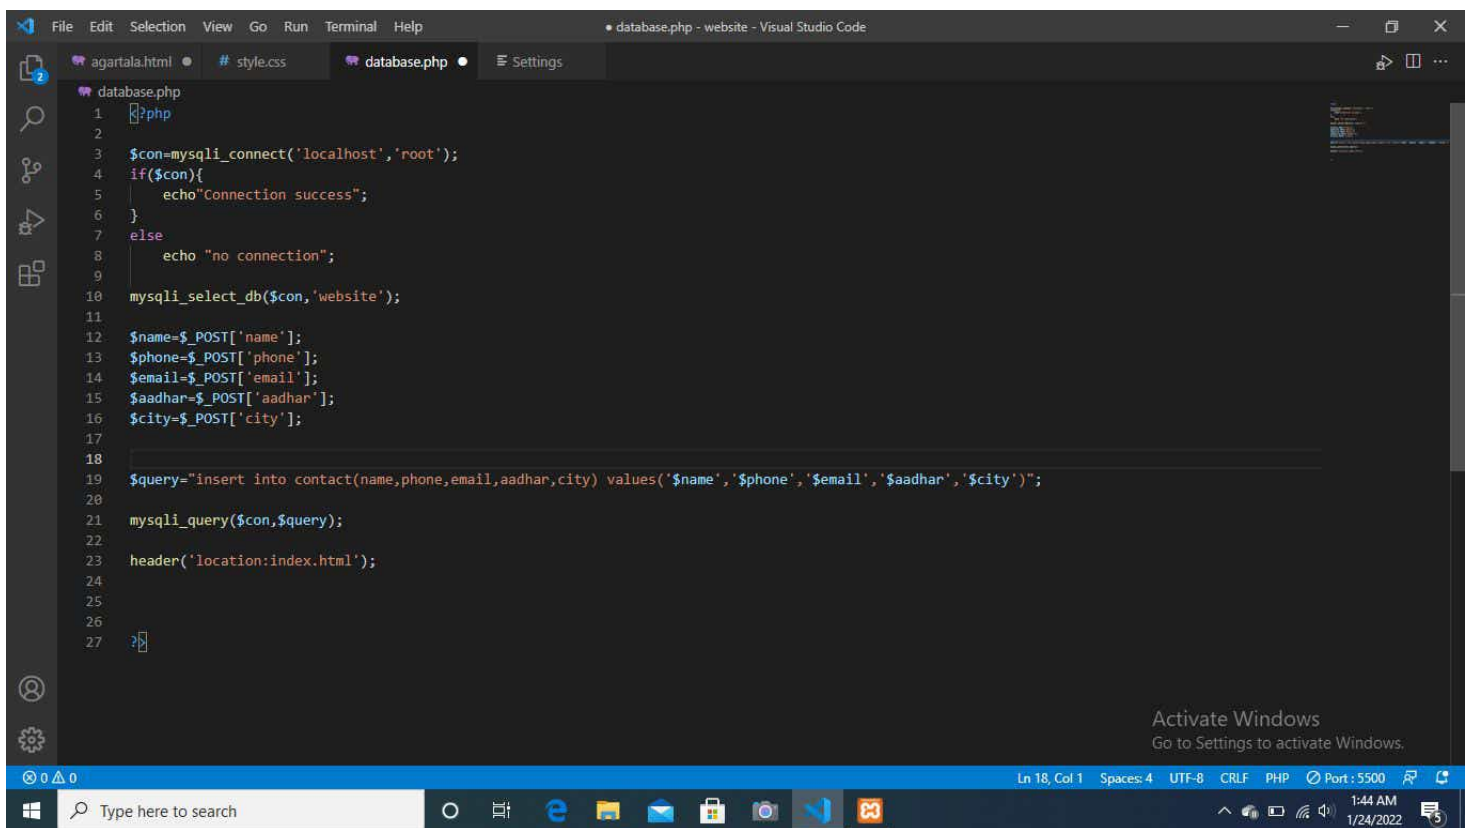 File Edit Selection View Go Run Terminal Help ● database.php - website - Visual Studio Code
agartala.html ● # style.css database.php ● Settings
2
database.php
1 <?php
2
3 $con=mysqli_connect('localhost','root');
4 if($con){
5 echo"Connection success";
6 }
7 else
8 echo "no connection";
9
10 mysqli_select_db($con,'website');
11
12 $name=$_POST['name'];
13 $phone=$_POST['phone'];
14 $email=$_POST['email'];
15 $aadhar=$_POST['aadhar'];
16 $city=$_POST['city'];
17
18
19 $query="insert into contact(name,phone,email,aadhar,city) values('$name','$phone','$email','$aadhar','$city')";
20
21 mysqli_query($con,$query);
22
23 header('location:index.html');
24
25
26
27 ?>
Activate Windows
Go to Settings to activate Windows.
0 0 Ln 18, Col 1 Spaces: 4 UTF-8 CRLF PHP Port : 5500
Type here to search
1:44 AM
1/24/2022
5